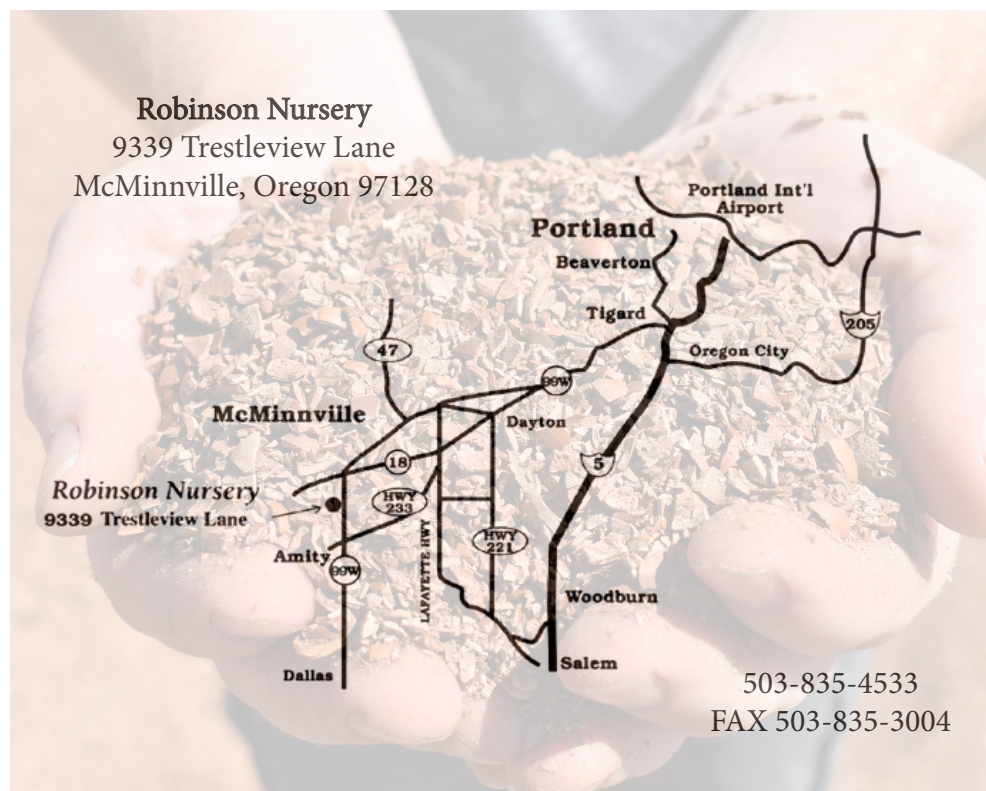 Robinson Nursery
9339 Trestleview Lane
McMinnville, Oregon 97128
Portland Int'l
Airport
Portland
Beaverton
Tigard
205
47
Oregon City
99W
McMinnville
Dayton
18
5
Robinson Nursery
9339 Trestleview Lane
HWY
233
HWY
221
LAFAYETTE HWY
Amity
99W
Woodburn
Salem
Dallas
503-835-4533
FAX 503-835-3004